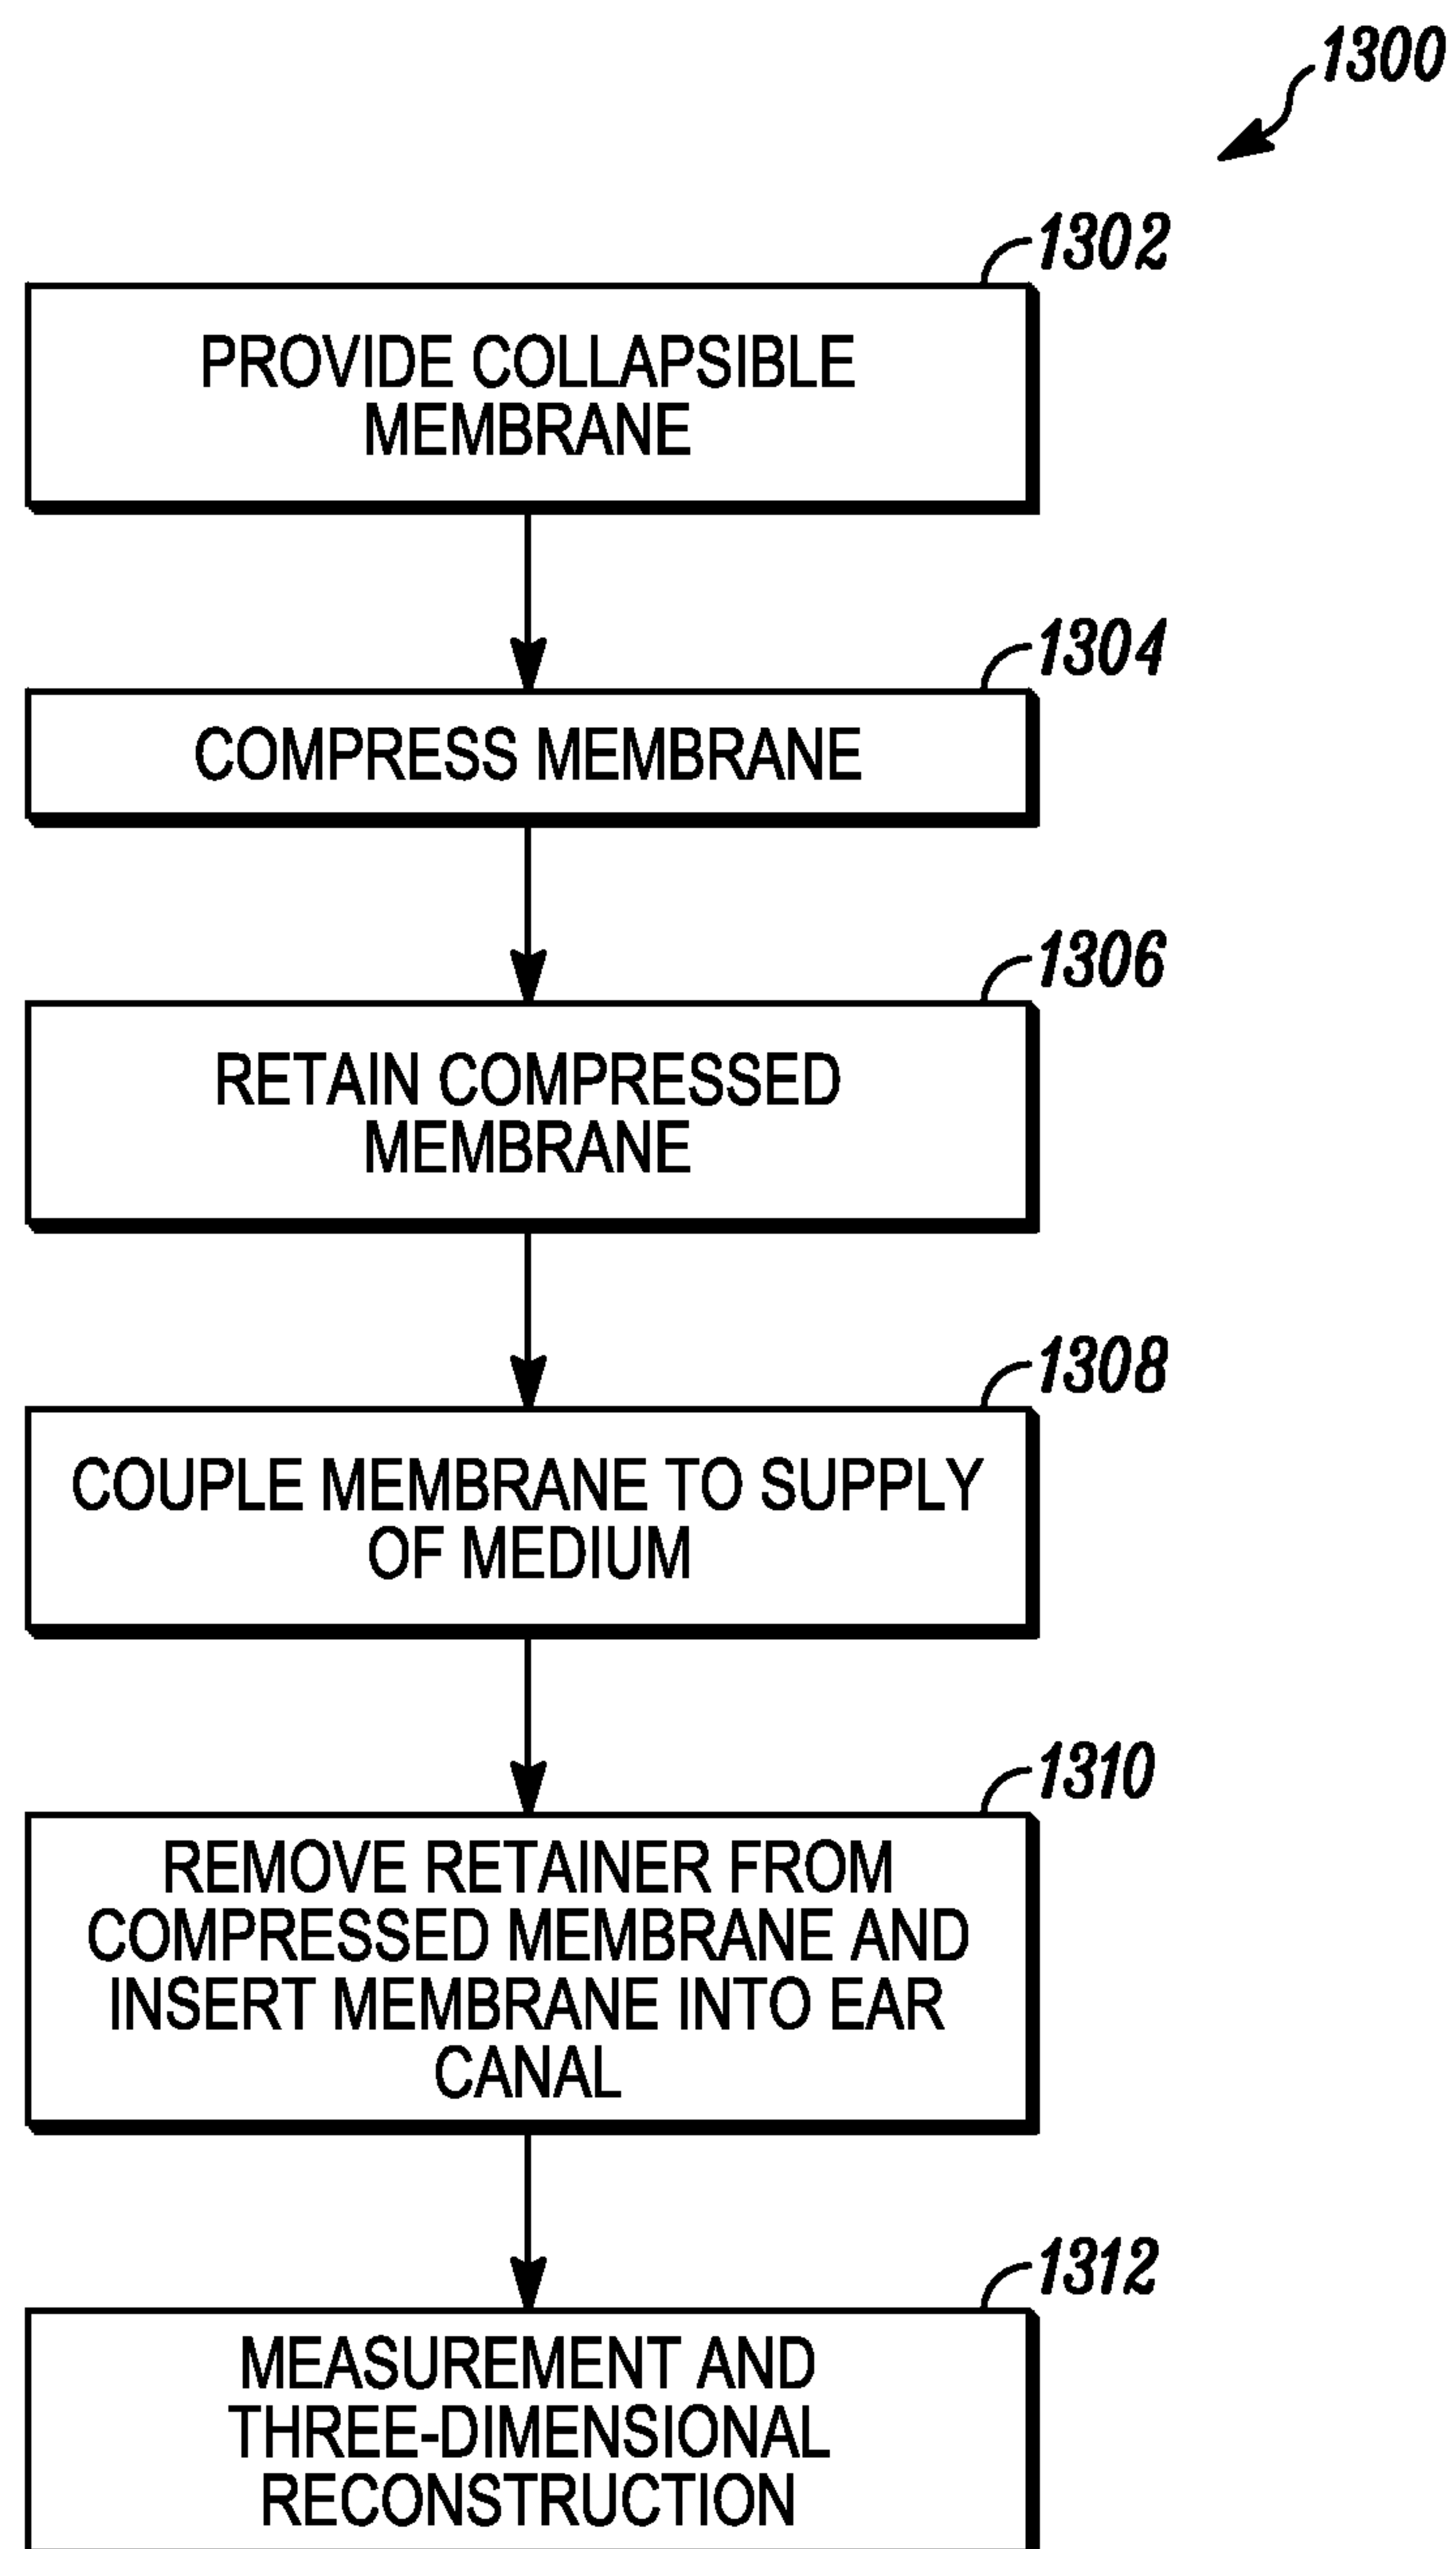 1300
1302
PROVIDE COLLAPSIBLE
MEMBRANE
1304
COMPRESS MEMBRANE
1306
RETAIN COMPRESSED
MEMBRANE
1308
COUPLE MEMBRANE TO SUPPLY
OF MEDIUM
1310
REMOVE RETAINER FROM
COMPRESSED MEMBRANE AND
INSERT MEMBRANE INTO EAR
CANAL
1312
MEASUREMENT AND
THREE-DIMENSIONAL
RECONSTRUCTION